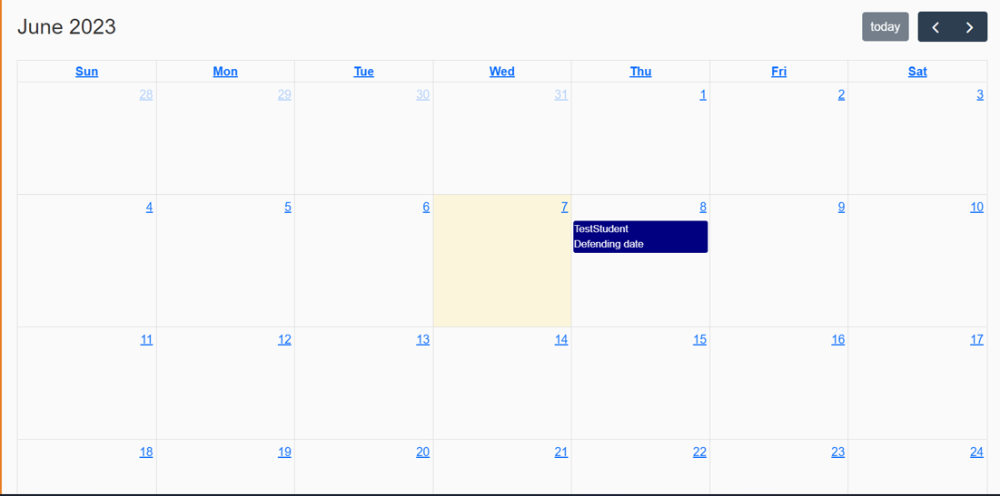 June 2023
today
Sun Mon Tue Wed Thu Fri Sat
28 29 30 31 1 2 3
4 5 6 7 8 9 10
TestStudent
Defending date
11 12 13 14 15 16 17
18 19 20 21 22 23 24